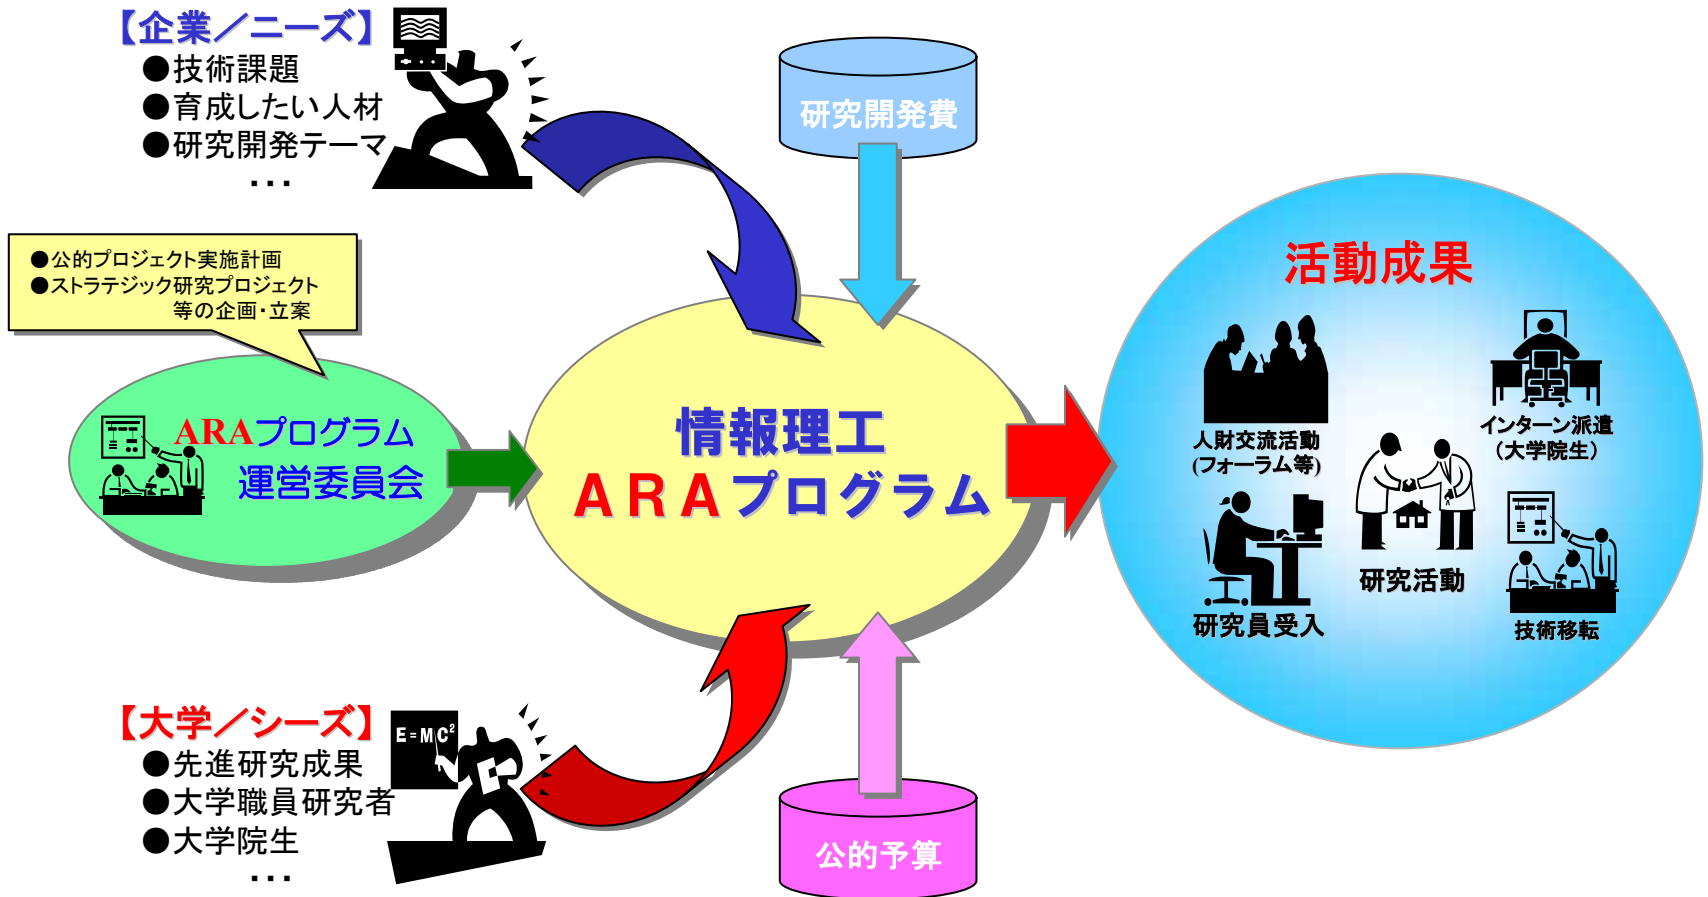 【企業／ニーズ】
●技術課題
●育成したい人材
●研究開発テーマ
・・・
研究開発費
●公的プロジェクト実施計画
●ストラテジック研究プロジェクト
等の企画・立案
ARAプログラム
運営委員会
情報理工
ＡＲＡプログラム
活動成果
人財交流活動
(フォーラム等)
インターン派遣
（大学院生）
研究活動
研究員受入
技術移転
【大学／シーズ】
●先進研究成果
●大学職員研究者
●大学院生
・・・
E=MC²
公的予算